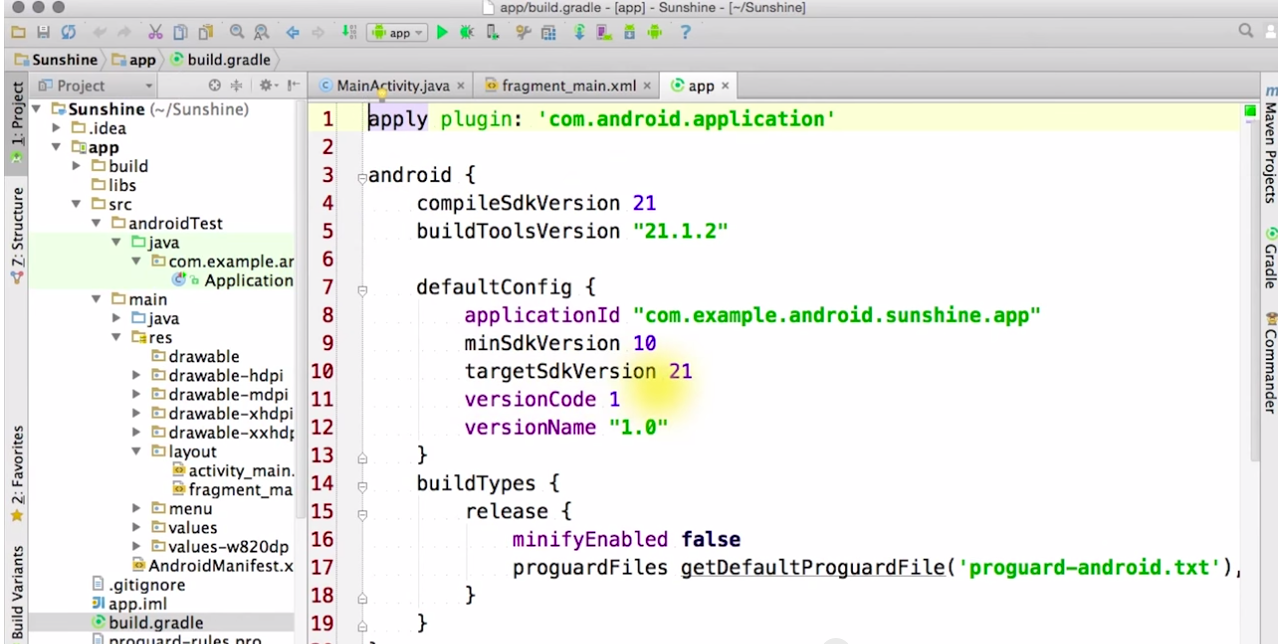 app/build.gradle - [app] - Sunshine - [~/Sunshine]
app
?
Sunshine app build.gradle
Project
MainActivity.java ×
fragment_main.xml ×
app ×
1: Project
7: Structure
2: Favorites
Build Variants
Sunshine (~/Sunshine)
.idea
app
build
libs
src
androidTest
java
com.example.ar
Application
main
java
res
drawable
drawable-hdpi
drawable-mdpi
drawable-xhdpi
drawable-xxhdp
layout
activity_main.
fragment_ma
menu
values
values-w820dp
AndroidManifest.x
.gitignore
app.iml
build.gradle
proguard-rules.pro
1 apply plugin: 'com.android.application'
2
3 android {
4 compileSdkVersion 21
5 buildToolsVersion "21.1.2"
6
7 defaultConfig {
8 applicationId "com.example.android.sunshine.app"
9 minSdkVersion 10
10 targetSdkVersion 21
11 versionCode 1
12 versionName "1.0"
13 }
14 buildTypes {
15 release {
16 minifyEnabled false
17 proguardFiles getDefaultProguardFile('proguard-android.txt'),
18 }
19 }
m Maven Projects
Gradle
Commander